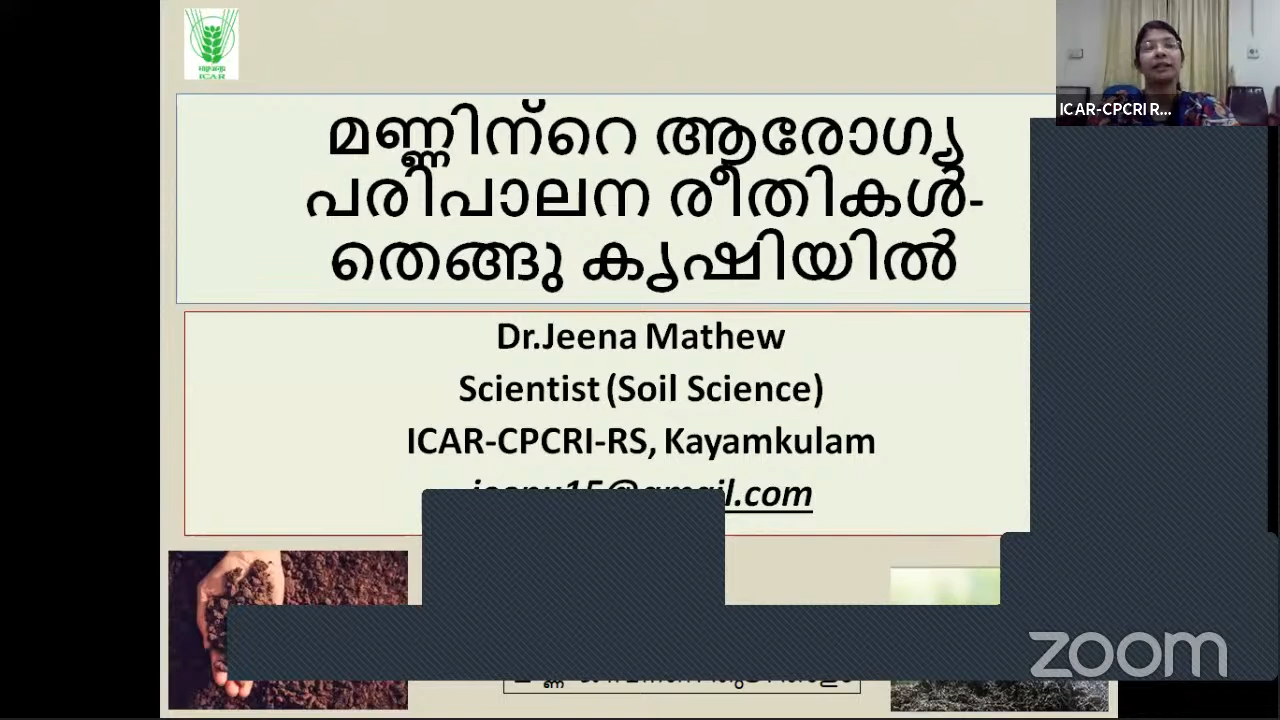 ICAR
ICAR-CPCRI R...
മണ്ണിന്റെ ആരോഗ്യ
പരിപാലന രീതികൾ-
തെങ്ങു കൃഷിയിൽ
Dr.Jeena Mathew
Scientist (Soil Science)
ICAR-CPCRI-RS, Kayamkulam
zoom